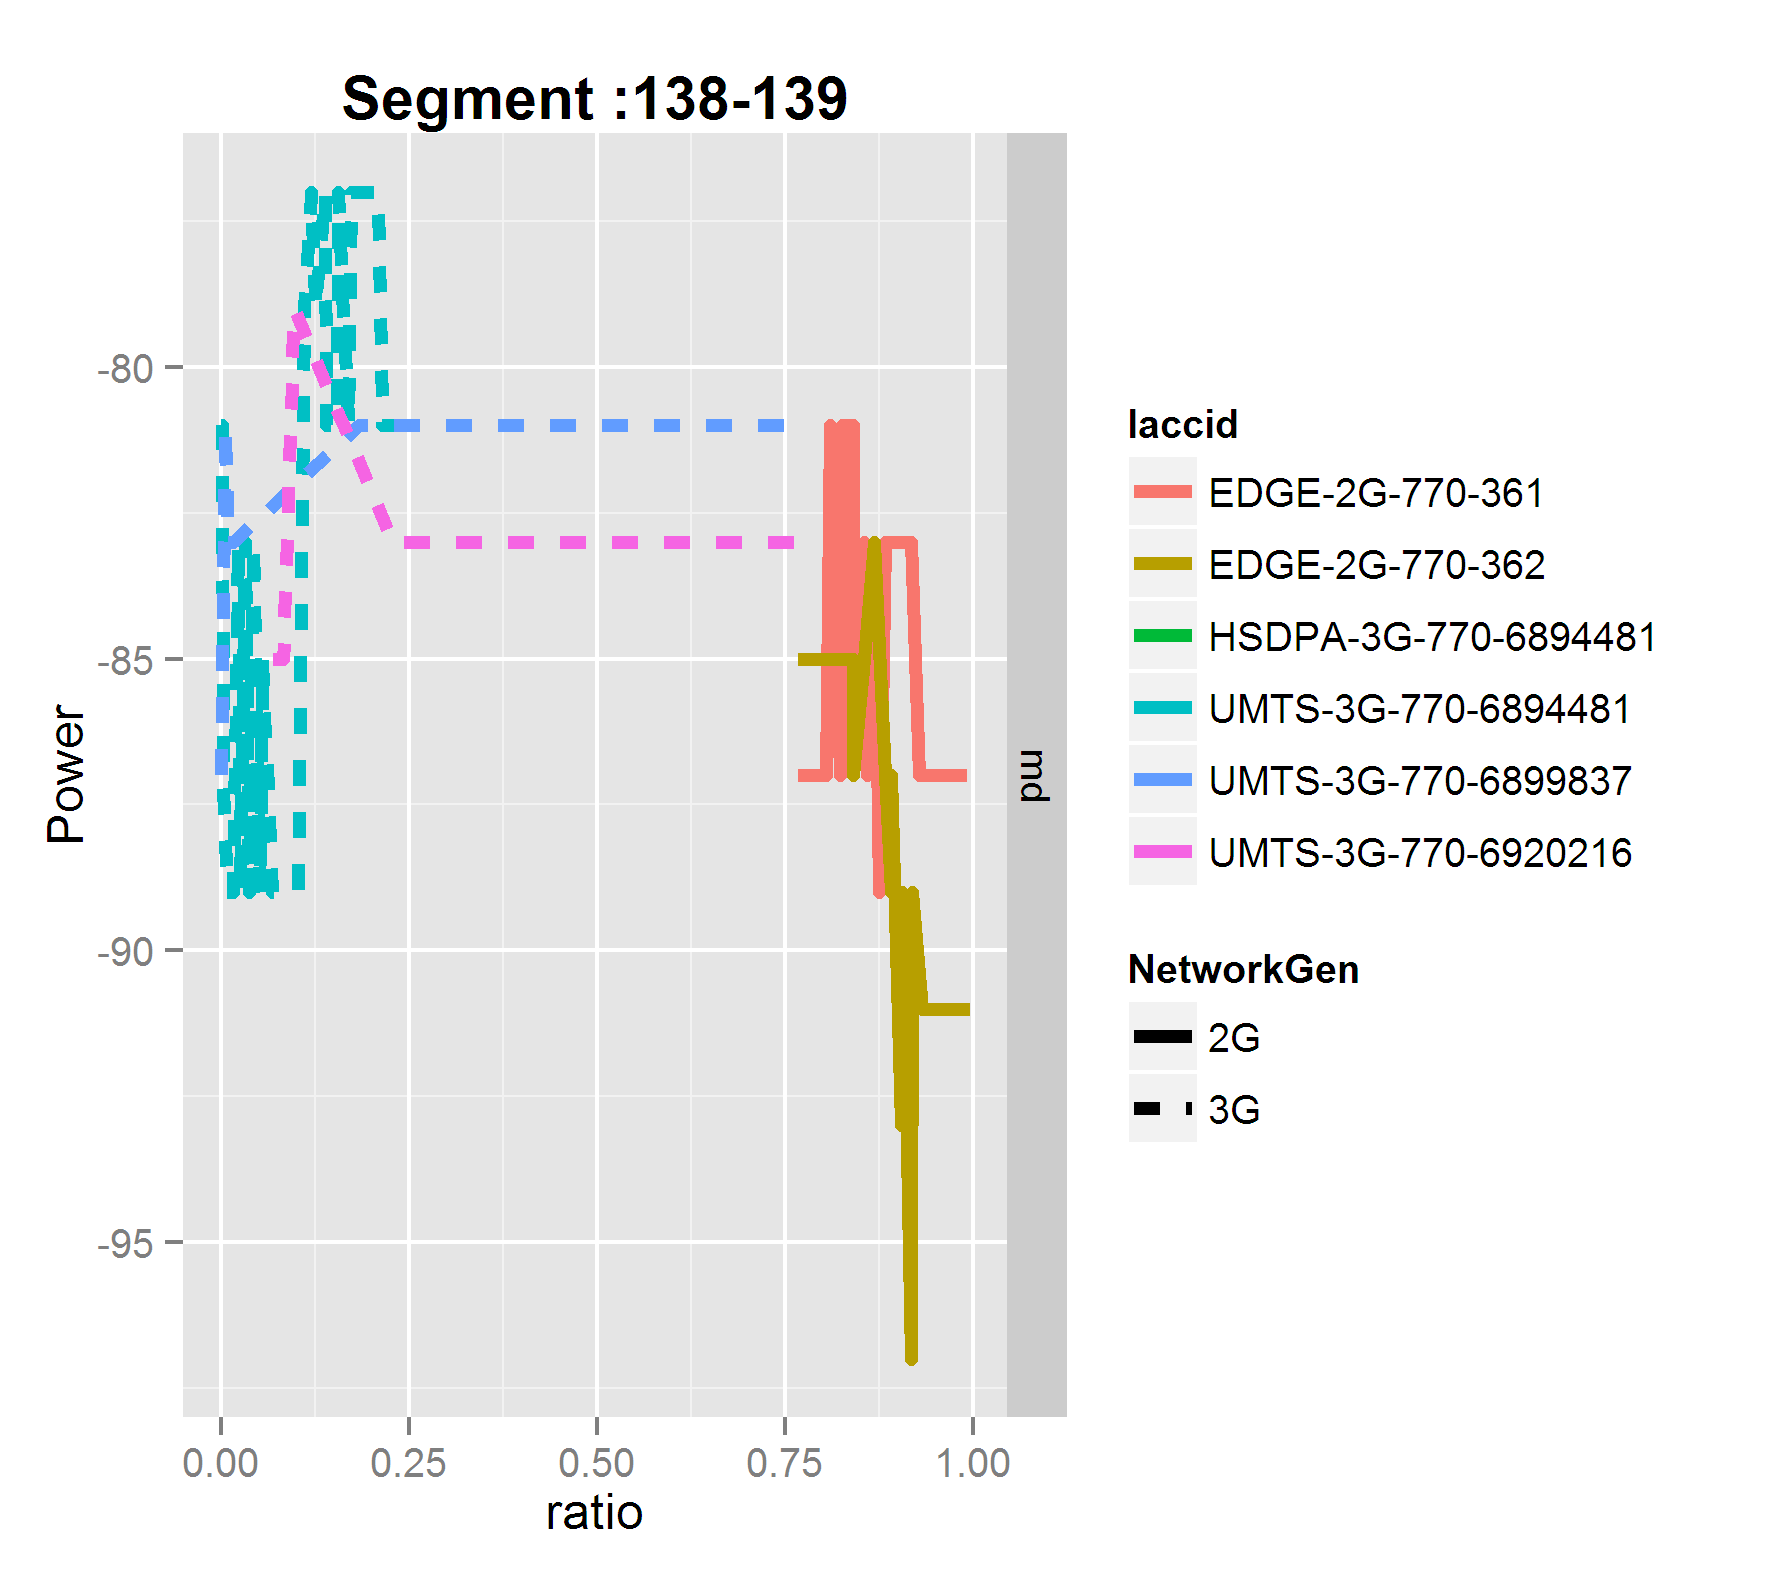 Segment :138-139
Power
-80
-85
-90
-95
0.00 0.25 0.50 0.75 1.00
ratio
md
laccid
EDGE-2G-770-361
EDGE-2G-770-362
HSDPA-3G-770-6894481
UMTS-3G-770-6894481
UMTS-3G-770-6899837
UMTS-3G-770-6920216
NetworkGen
2G
3G